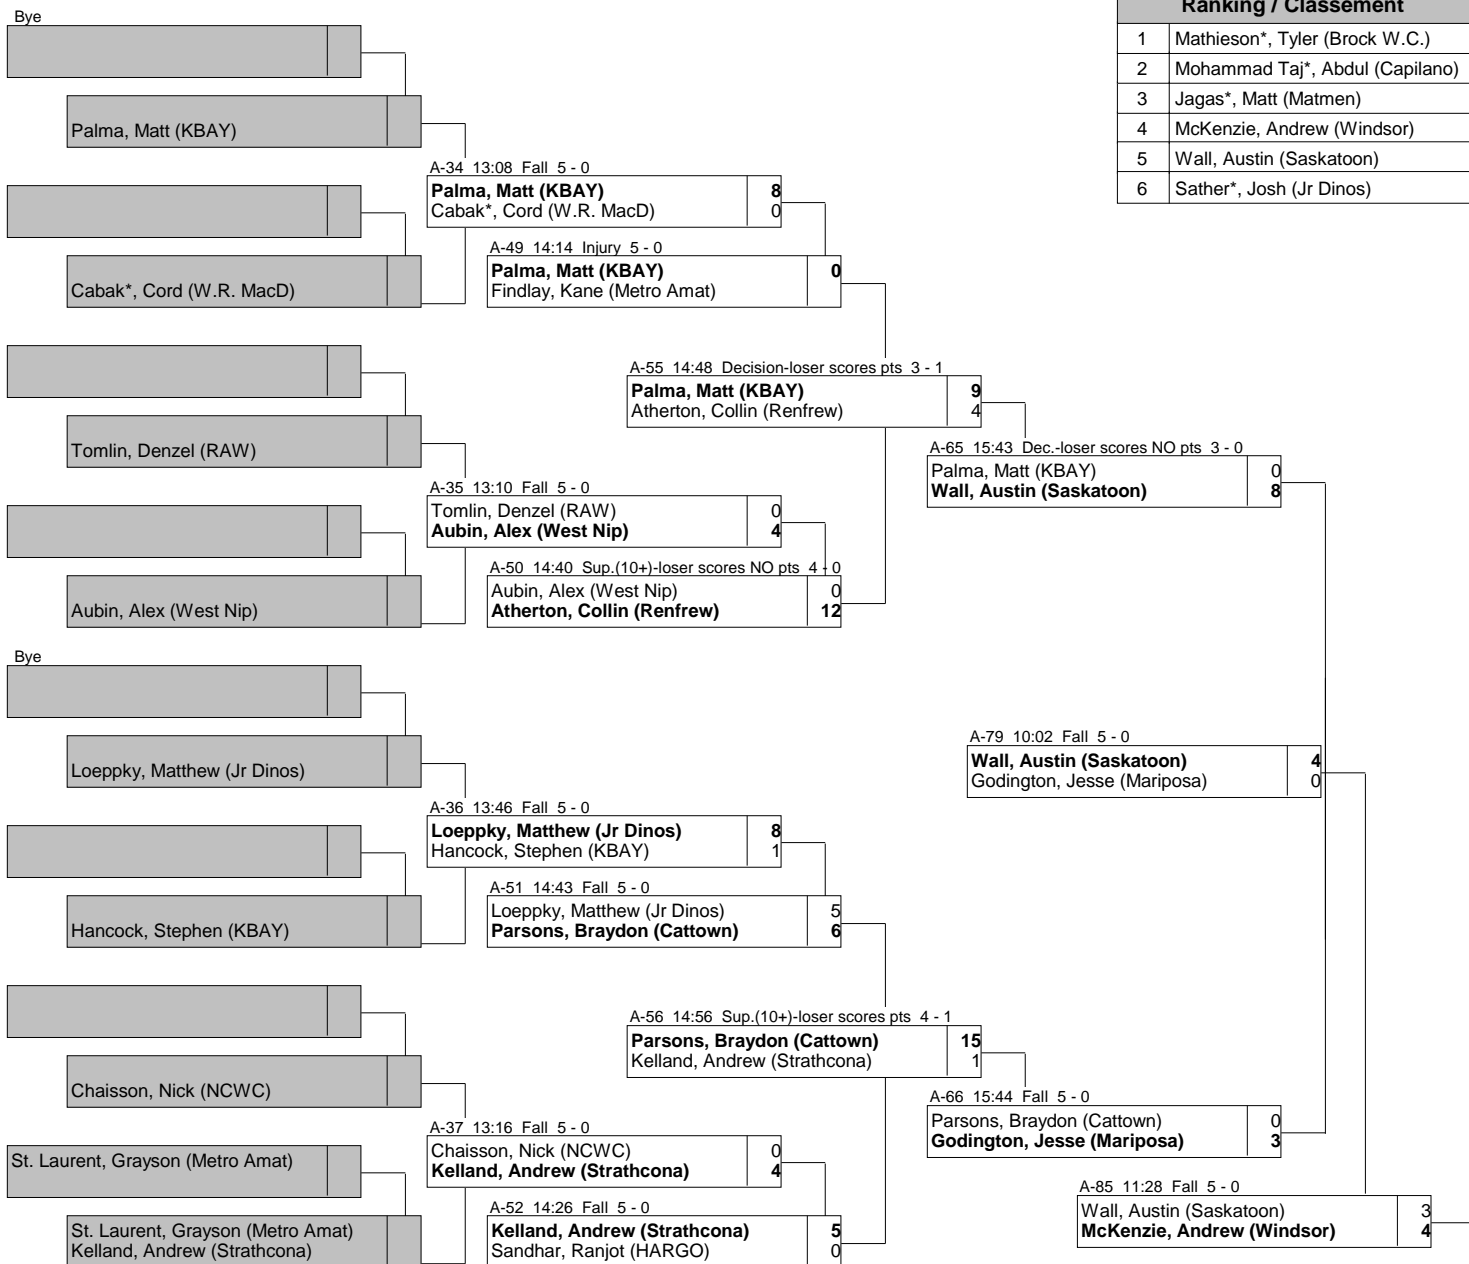 Bye
Palma, Matt (KBAY)
Cabak*, Cord (W.R. MacD)
Tomlin, Denzel (RAW)
Aubin, Alex (West Nip)
Bye
Loeppky, Matthew (Jr Dinos)
Hancock, Stephen (KBAY)
Chaisson, Nick (NCWC)
St. Laurent, Grayson (Metro Amat)
St. Laurent, Grayson (Metro Amat)
Kelland, Andrew (Strathcona)
A-34 13:08 Fall 5 - 0
Palma, Matt (KBAY) 8
Cabak*, Cord (W.R. MacD) 0
A-49 14:14 Injury 5 - 0
Palma, Matt (KBAY) 0
Findlay, Kane (Metro Amat)
A-35 13:10 Fall 5 - 0
Tomlin, Denzel (RAW) 0
Aubin, Alex (West Nip) 4
A-50 14:40 Sup.(10+)-loser scores NO pts 4 - 0
Aubin, Alex (West Nip) 0
Atherton, Collin (Renfrew) 12
A-36 13:46 Fall 5 - 0
Loeppky, Matthew (Jr Dinos) 8
Hancock, Stephen (KBAY) 1
A-51 14:43 Fall 5 - 0
Loeppky, Matthew (Jr Dinos) 5
Parsons, Braydon (Cattown) 6
A-37 13:16 Fall 5 - 0
Chaisson, Nick (NCWC) 0
Kelland, Andrew (Strathcona) 4
A-52 14:26 Fall 5 - 0
Kelland, Andrew (Strathcona) 5
Sandhar, Ranjot (HARGO) 0
A-55 14:48 Decision-loser scores pts 3 - 1
Palma, Matt (KBAY) 9
Atherton, Collin (Renfrew) 4
A-56 14:56 Sup.(10+)-loser scores pts 4 - 1
Parsons, Braydon (Cattown) 15
Kelland, Andrew (Strathcona) 1
A-65 15:43 Dec.-loser scores NO pts 3 - 0
Palma, Matt (KBAY) 0
Wall, Austin (Saskatoon) 8
A-66 15:44 Fall 5 - 0
Parsons, Braydon (Cattown) 0
Godington, Jesse (Mariposa) 3
A-79 10:02 Fall 5 - 0
Wall, Austin (Saskatoon) 4
Godington, Jesse (Mariposa) 0
A-85 11:28 Fall 5 - 0
Wall, Austin (Saskatoon) 3
McKenzie, Andrew (Windsor) 4
Ranking / Classement
1 Mathieson*, Tyler (Brock W.C.)
2 Mohammad Taj*, Abdul (Capilano)
3 Jagas*, Matt (Matmen)
4 McKenzie, Andrew (Windsor)
5 Wall, Austin (Saskatoon)
6 Sather*, Josh (Jr Dinos)